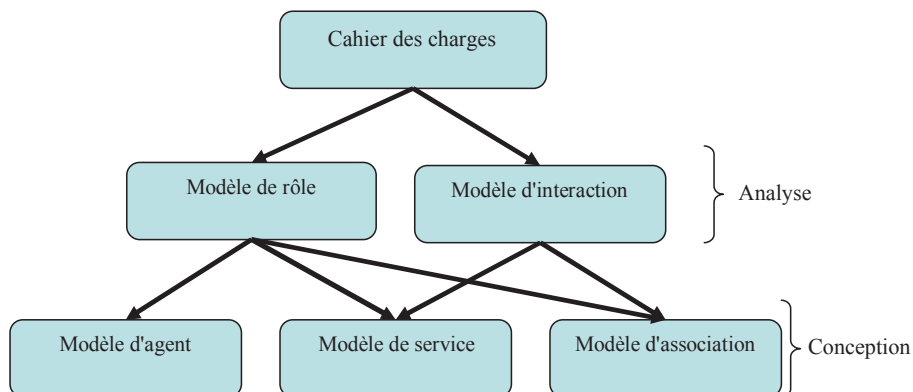 Cahier des charges
Modèle de rôle
Modèle d'interaction
Analyse
Modèle d'agent
Modèle de service
Modèle d'association
Conception